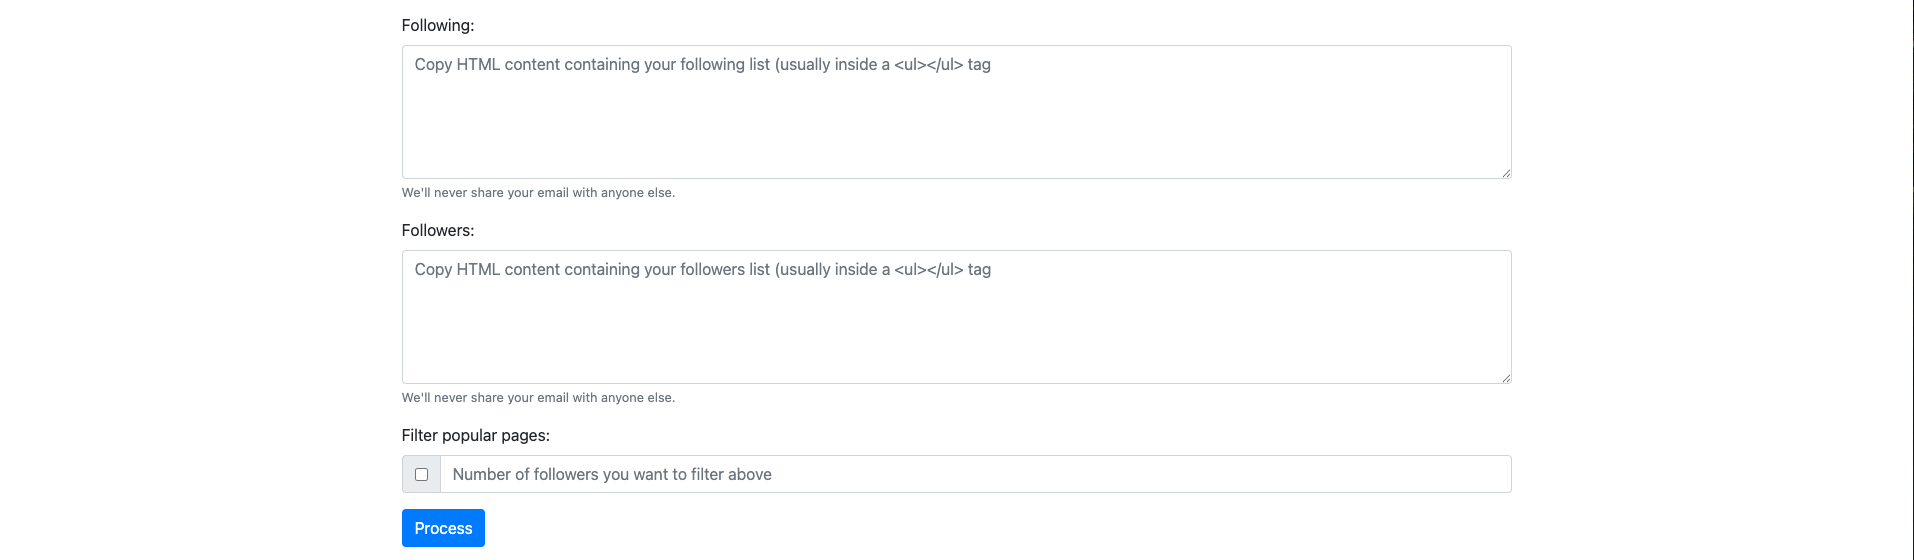 Following:
Copy HTML content containing your following list (usually inside a <ul></ul> tag
We'll never share your email with anyone else.
Followers:
Copy HTML content containing your followers list (usually inside a <ul></ul> tag
We'll never share your email with anyone else.
Filter popular pages:
Number of followers you want to filter above
Process